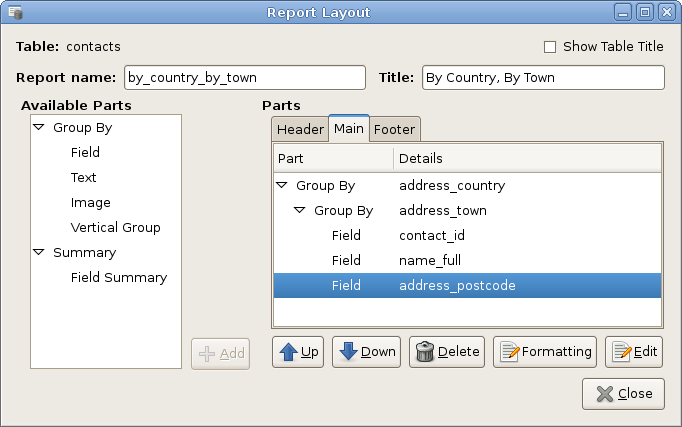 Report Layout
Table: contacts
Show Table Title
Report name: by_country_by_town Title: By Country, By Town
Available Parts
Group By
Field
Text
Image
Vertical Group
Summary
Field Summary
Add
Parts
Header Main Footer
Part Details
Group By address_country
Group By address_town
Field contact_id
Field name_full
Field address_postcode
Up Down Delete Formatting Edit
Close